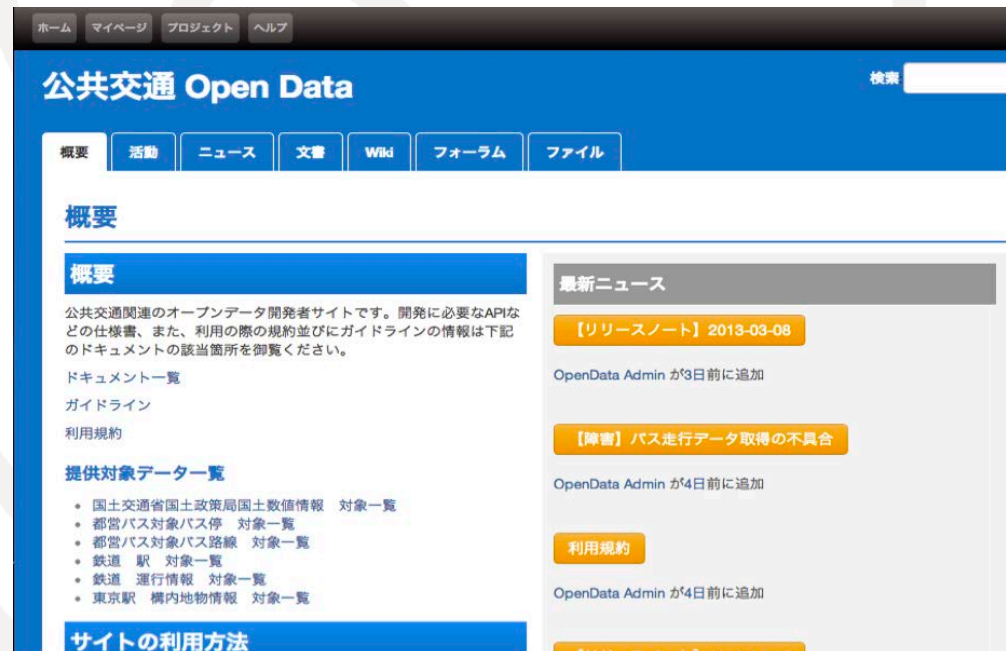 ホーム マイページ プロジェクト ヘルプ
公共交通 Open Data
検索
概要 活動 ニュース 文書 Wiki フォーラム ファイル
概要
概要
公共交通関連のオープンデータ開発者サイトです。開発に必要なAPIな
どの仕様書、また、利用の際の規約並びにガイドラインの情報は下記
のドキュメントの該当箇所を御覧ください。
ドキュメント一覧
ガイドライン
利用規約
提供対象データ一覧
国土交通省国土政策局国土数値情報 対象一覧
都営バス対象バス停 対象一覧
都営バス対象バス路線 対象一覧
鉄道 駅 対象一覧
鉄道 運行情報 対象一覧
東京駅 構内地物情報 対象一覧
サイトの利用方法
最新ニュース
【リリースノート】2013-03-08
OpenData Admin が3日前に追加
【障害】バス走行データ取得の不具合
OpenData Admin が4日前に追加
利用規約
OpenData Admin が4日前に追加